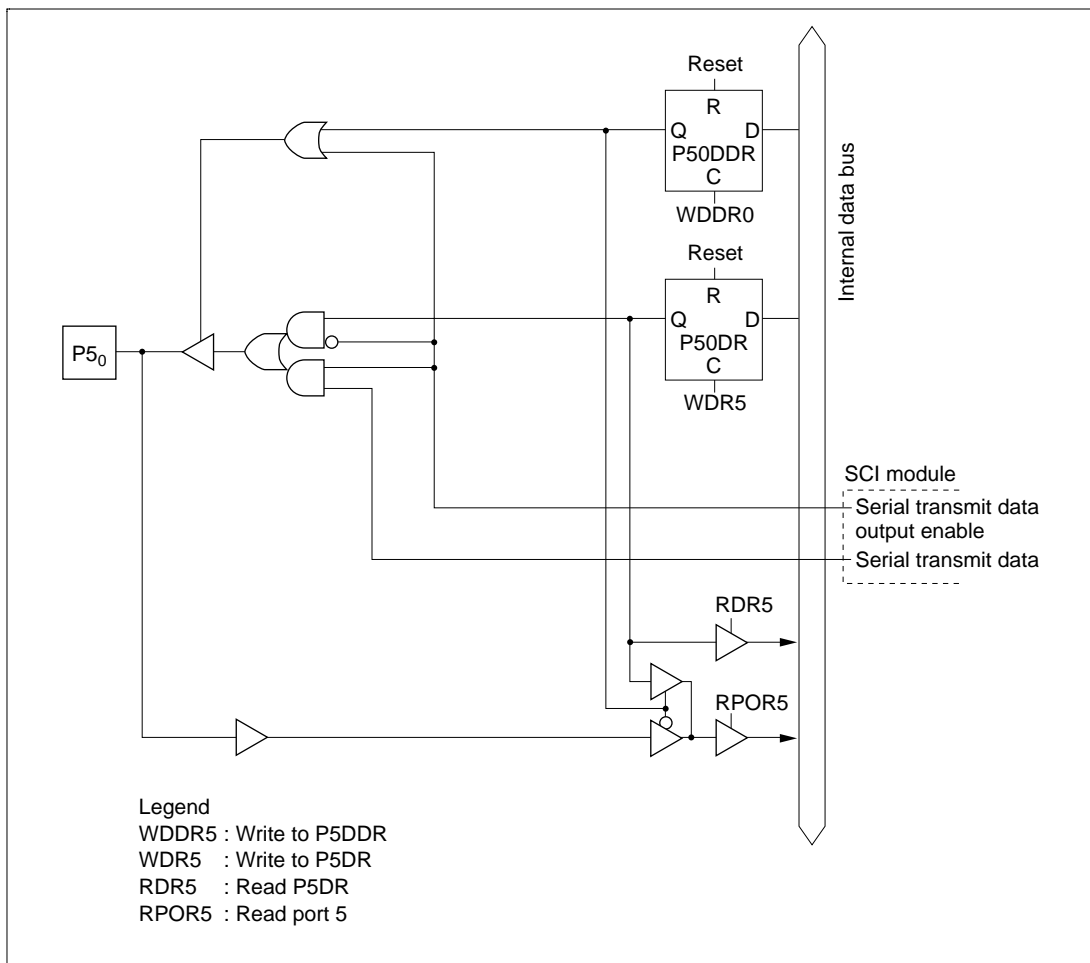 Reset
R
Q D
P50DDR
C
WDDR0
Reset
R
Q D
P50DR
C
WDR5
Internal data bus
P5₀
SCI module
Serial transmit data
output enable
Serial transmit data
RDR5
RPOR5
Legend
WDDR5 : Write to P5DDR
WDR5 : Write to P5DR
RDR5 : Read P5DR
RPOR5 : Read port 5